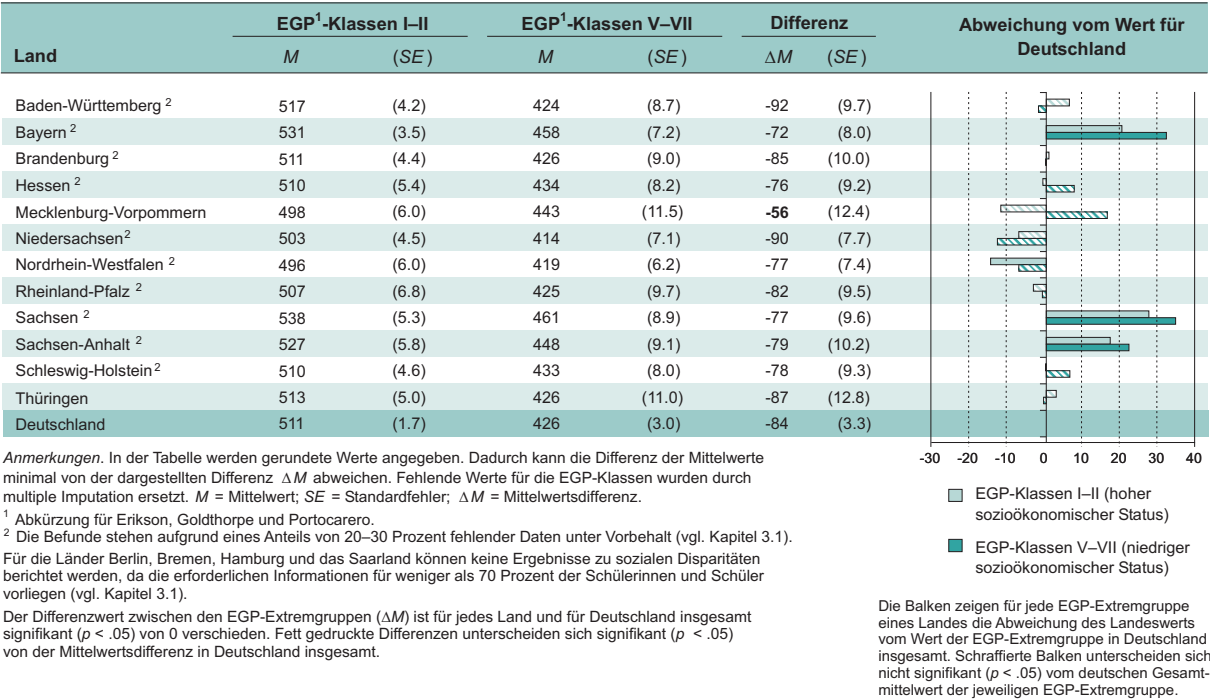 EGP¹-Klassen I–II EGP¹-Klassen V–VII Differenz Abweichung vom Wert für Deutschland
Land M (SE) M (SE) ΔM (SE)
Baden-Württemberg ² 517 (4.2) 424 (8.7) -92 (9.7)
Bayern ² 531 (3.5) 458 (7.2) -72 (8.0)
Brandenburg ² 511 (4.4) 426 (9.0) -85 (10.0)
Hessen ² 510 (5.4) 434 (8.2) -76 (9.2)
Mecklenburg-Vorpommern 498 (6.0) 443 (11.5) -56 (12.4)
Niedersachsen² 503 (4.5) 414 (7.1) -90 (7.7)
Nordrhein-Westfalen ² 496 (6.0) 419 (6.2) -77 (7.4)
Rheinland-Pfalz ² 507 (6.8) 425 (9.7) -82 (9.5)
Sachsen ² 538 (5.3) 461 (8.9) -77 (9.6)
Sachsen-Anhalt ² 527 (5.8) 448 (9.1) -79 (10.2)
Schleswig-Holstein² 510 (4.6) 433 (8.0) -78 (9.3)
Thüringen 513 (5.0) 426 (11.0) -87 (12.8)
Deutschland 511 (1.7) 426 (3.0) -84 (3.3)
-30 -20 -10 0 10 20 30 40
Anmerkungen. In der Tabelle werden gerundete Werte angegeben. Dadurch kann die Differenz der Mittelwerte
minimal von der dargestellten Differenz ΔM abweichen. Fehlende Werte für die EGP-Klassen wurden durch
multiple Imputation ersetzt. M = Mittelwert; SE = Standardfehler; ΔM = Mittelwertsdifferenz.
¹ Abkürzung für Erikson, Goldthorpe und Portocarero.
² Die Befunde stehen aufgrund eines Anteils von 20–30 Prozent fehlender Daten unter Vorbehalt (vgl. Kapitel 3.1).
Für die Länder Berlin, Bremen, Hamburg und das Saarland können keine Ergebnisse zu sozialen Disparitäten
berichtet werden, da die erforderlichen Informationen für weniger als 70 Prozent der Schülerinnen und Schüler
vorliegen (vgl. Kapitel 3.1).
Der Differenzwert zwischen den EGP-Extremgruppen (ΔM) ist für jedes Land und für Deutschland insgesamt
signifikant (p < .05) von 0 verschieden. Fett gedruckte Differenzen unterscheiden sich signifikant (p < .05)
von der Mittelwertsdifferenz in Deutschland insgesamt.
EGP-Klassen I–II (hoher
sozioökonomischer Status)
EGP-Klassen V–VII (niedriger
sozioökonomischer Status)
Die Balken zeigen für jede EGP-Extremgruppe
eines Landes die Abweichung des Landeswerts
vom Wert der EGP-Extremgruppe in Deutschland
insgesamt. Schraffierte Balken unterscheiden sich
nicht signifikant (p < .05) vom deutschen Gesamt-
mittelwert der jeweiligen EGP-Extremgruppe.